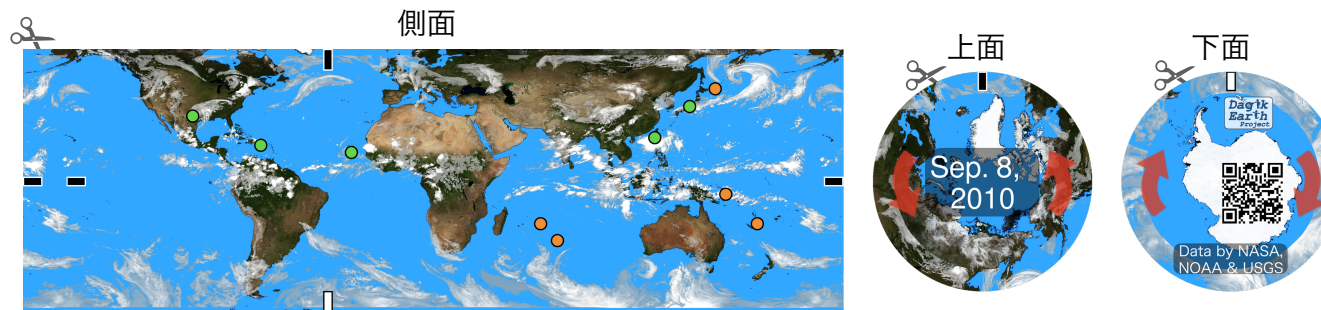 側面
上面
下面
Sep. 8,
2010
Dagik
Earth
Project
Data by NASA,
NOAA & USGS